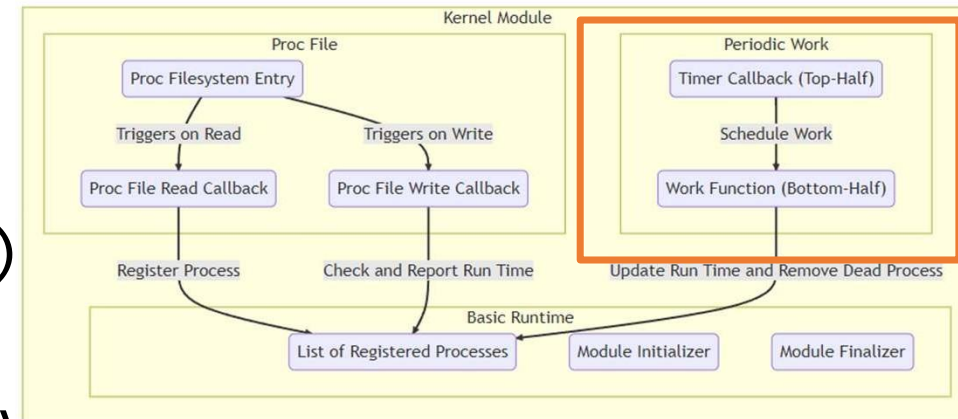 Kernel Module
Proc File
Periodic Work
Proc Filesystem Entry
Timer Callback (Top-Half)
Triggers on Read
Triggers on Write
Schedule Work
Proc File Read Callback
Proc File Write Callback
Work Function (Bottom-Half)
)
Register Process
Check and Report Run Time
Update Run Time and Remove Dead Process
Basic Runtime
List of Registered Processes
Module Initializer
Module Finalizer
)